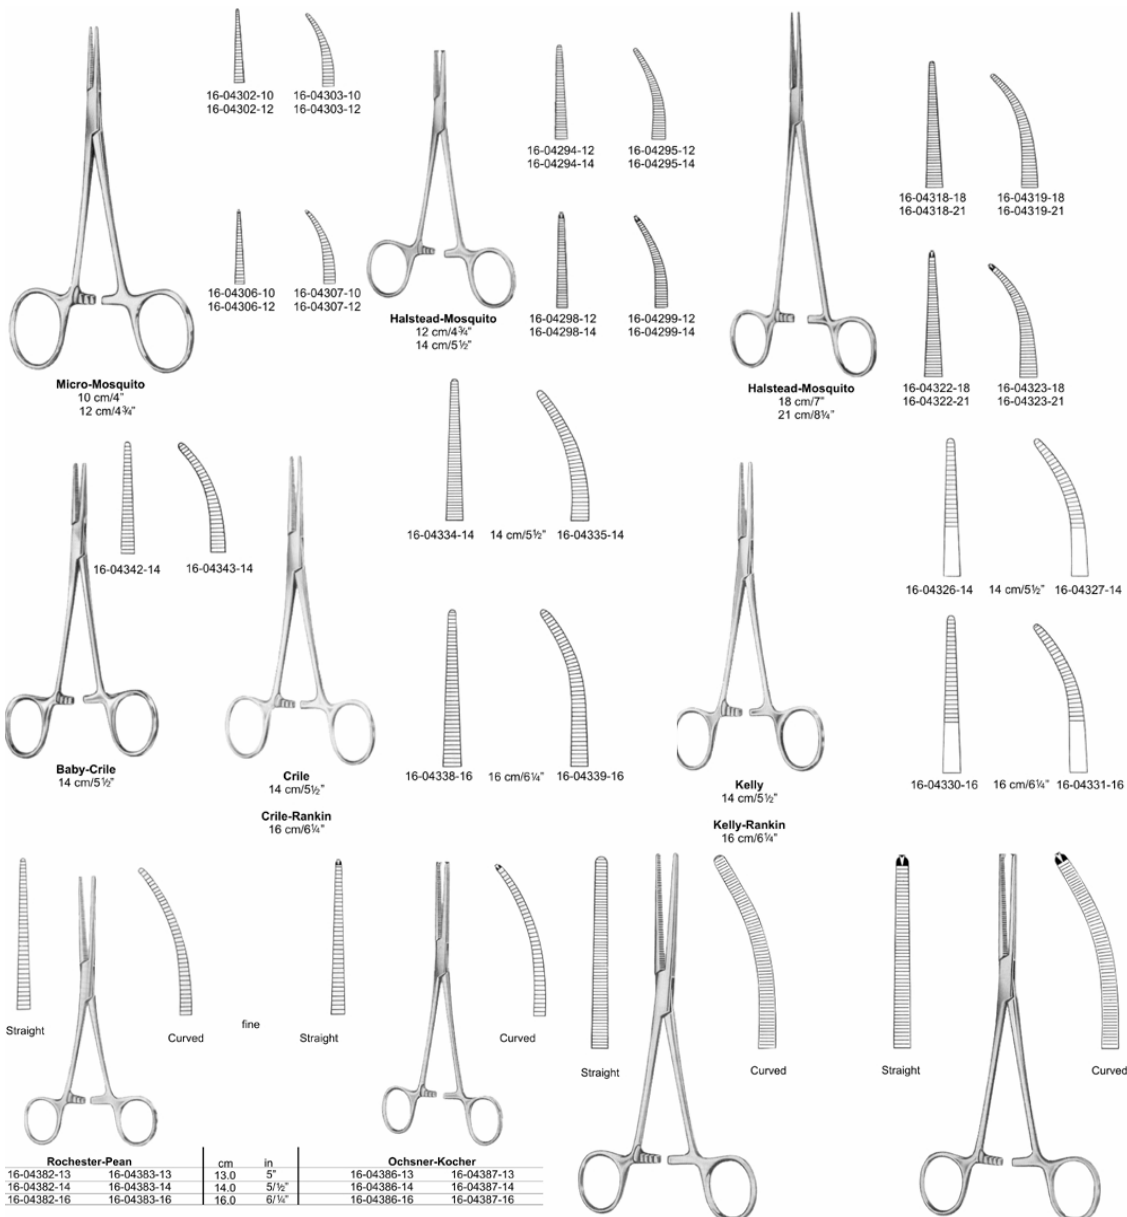 16-04302-10 16-04303-10
16-04302-12 16-04303-12
16-04306-10 16-04307-10
16-04306-12 16-04307-12
Micro-Mosquito
10 cm/4"
12 cm/4¾"
16-04294-12 16-04295-12
16-04294-14 16-04295-14
16-04298-12 16-04299-12
16-04298-14 16-04299-14
Halstead-Mosquito
12 cm/4¾"
14 cm/5½"
16-04318-18 16-04319-18
16-04318-21 16-04319-21
16-04322-18 16-04323-18
16-04322-21 16-04323-21
Halstead-Mosquito
18 cm/7"
21 cm/8¼"
16-04342-14 16-04343-14
Baby-Crile
14 cm/5½"
16-04334-14 14 cm/5½" 16-04335-14
16-04338-16 16 cm/6¼" 16-04339-16
Crile
14 cm/5½"
Crile-Rankin
16 cm/6¼"
16-04326-14 14 cm/5½" 16-04327-14
16-04330-16 16 cm/6¼" 16-04331-16
Kelly
14 cm/5½"
Kelly-Rankin
16 cm/6¼"
Straight Curved fine Straight Curved
Straight Curved Straight Curved
Rochester-Pean cm in Ochsner-Kocher
16-04382-13 16-04383-13 13.0 5" 16-04386-13 16-04387-13
16-04382-14 16-04383-14 14.0 5/½" 16-04386-14 16-04387-14
16-04382-16 16-04383-16 16.0 6/¼" 16-04386-16 16-04387-16